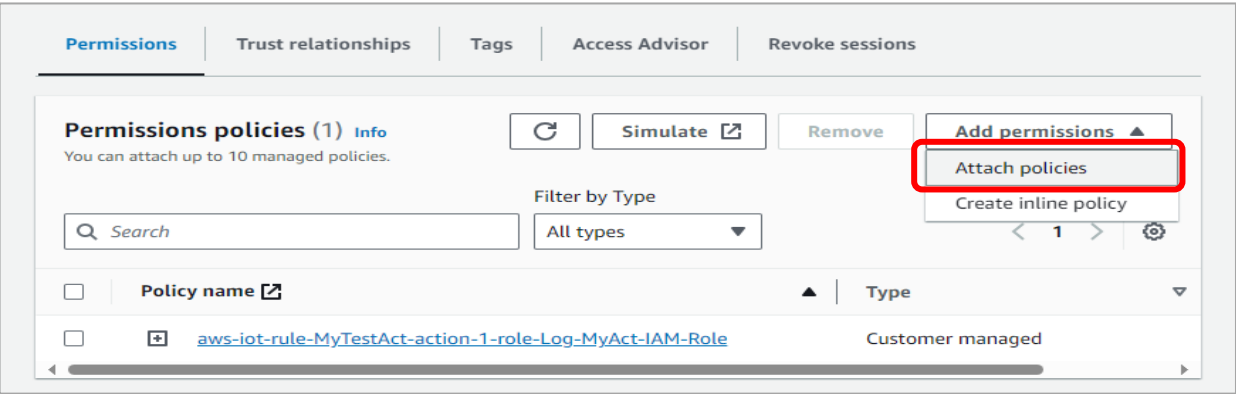 Permissions Trust relationships Tags Access Advisor Revoke sessions
Permissions policies (1) Info
Simulate
Remove
Add permissions
You can attach up to 10 managed policies.
Attach policies
Create inline policy
Filter by Type
Search
All types
1
Policy name
Type
aws-iot-rule-MyTestAct-action-1-role-Log-MyAct-IAM-Role
Customer managed